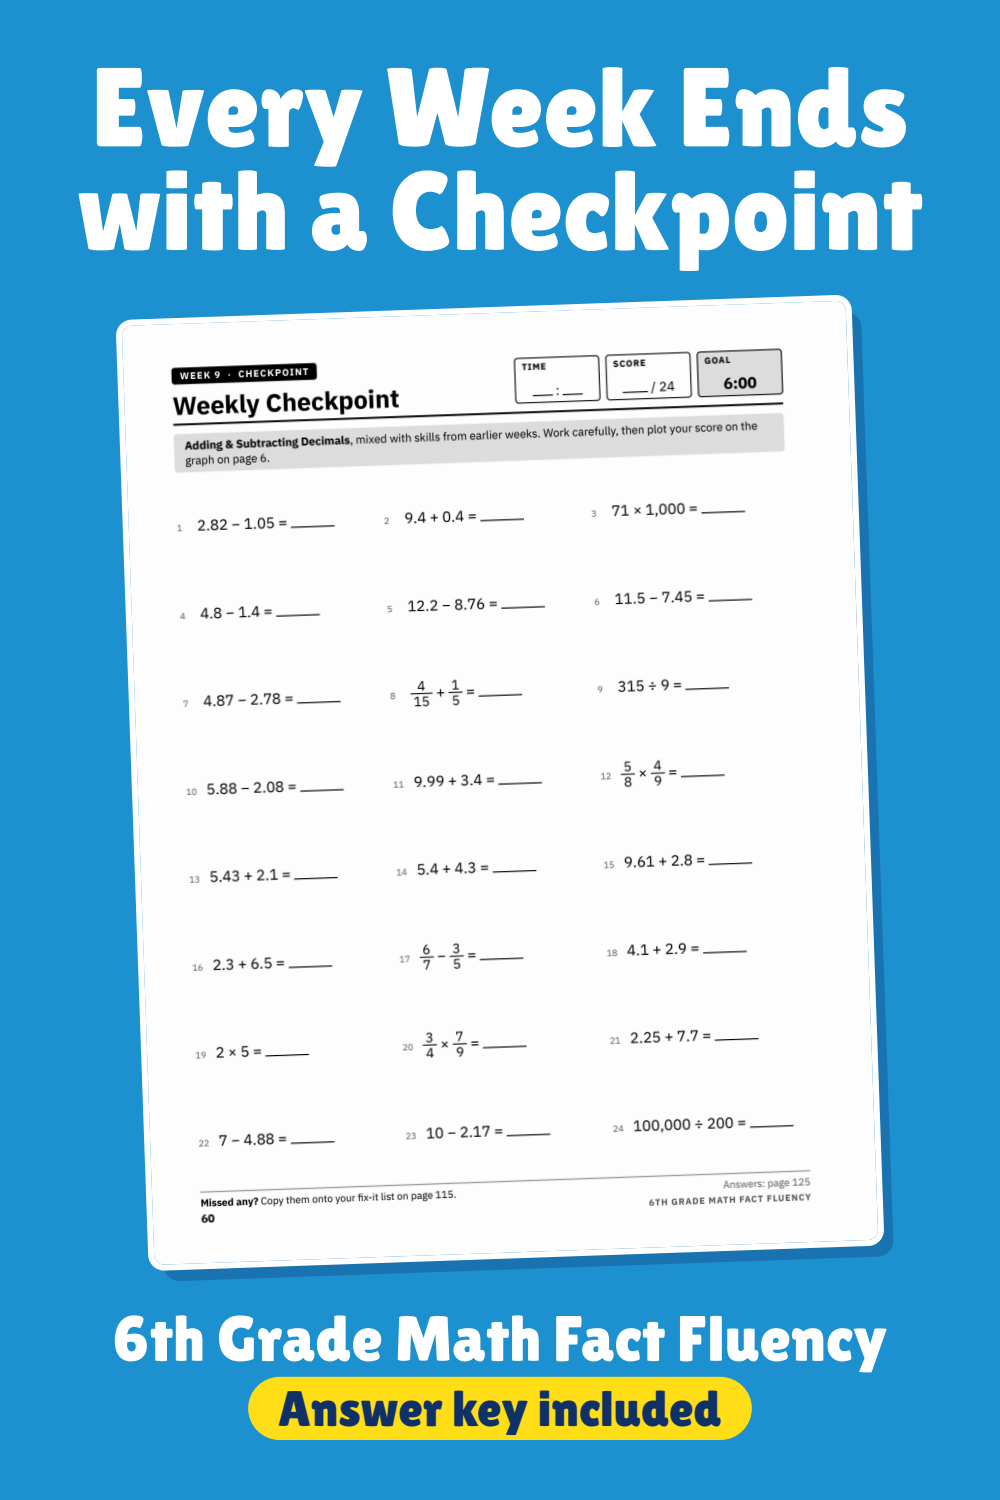 Every Week Ends
with a Checkpoint
WEEK 9 · CHECKPOINT
Weekly Checkpoint
TIME
__ : __
SCORE
___ / 24
GOAL
6:00
Adding & Subtracting Decimals, mixed with skills from earlier weeks. Work carefully, then plot your score on the
graph on page 6.
1 2.82 – 1.05 = ____
2 9.4 + 0.4 = ____
3 71 × 1,000 = ____
4 4.8 – 1.4 = ____
5 12.2 – 8.76 = ____
6 11.5 – 7.45 = ____
7 4.87 – 2.78 = ____
8 4/15 + 1/5 = ____
9 315 ÷ 9 = ____
10 5.88 – 2.08 = ____
11 9.99 + 3.4 = ____
12 5/8 × 4/9 = ____
13 5.43 + 2.1 = ____
14 5.4 + 4.3 = ____
15 9.61 + 2.8 = ____
16 2.3 + 6.5 = ____
17 6/7 – 3/5 = ____
18 4.1 + 2.9 = ____
19 2 × 5 = ____
20 3/4 × 7/9 = ____
21 2.25 + 7.7 = ____
22 7 – 4.88 = ____
23 10 – 2.17 = ____
24 100,000 ÷ 200 = ____
Missed any? Copy them onto your fix-it list on page 115.
60
Answers: page 125
6TH GRADE MATH FACT FLUENCY
6th Grade Math Fact Fluency
Answer key included